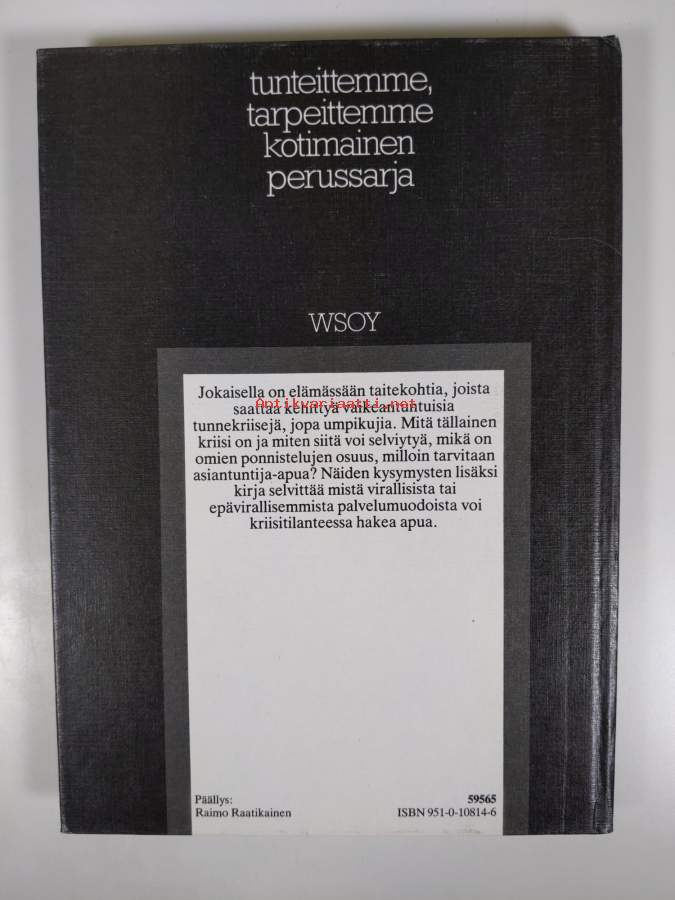 tunteittemme,
tarpeittemme
kotimainen
perussarja
WSOY
Jokaisella on elämässään taitekohtia, joista
saattaa kehittyä vaikeantuntuisia
Antikvariaatti.net
tunnekriisejä, jopa umpikujia. Mitä tällainen
kriisi on ja miten siitä voi selviytyä, mikä on
omien ponnistelujen osuus, milloin tarvitaan
asiantuntija-apua? Näiden kysymysten lisäksi
kirja selvittää mistä virallisista tai
epävirallisemmista palvelumuodoista voi
kriisitilanteessa hakea apua.
Päällys:
Raimo Raatikainen
59565
ISBN 951-0-10814-6